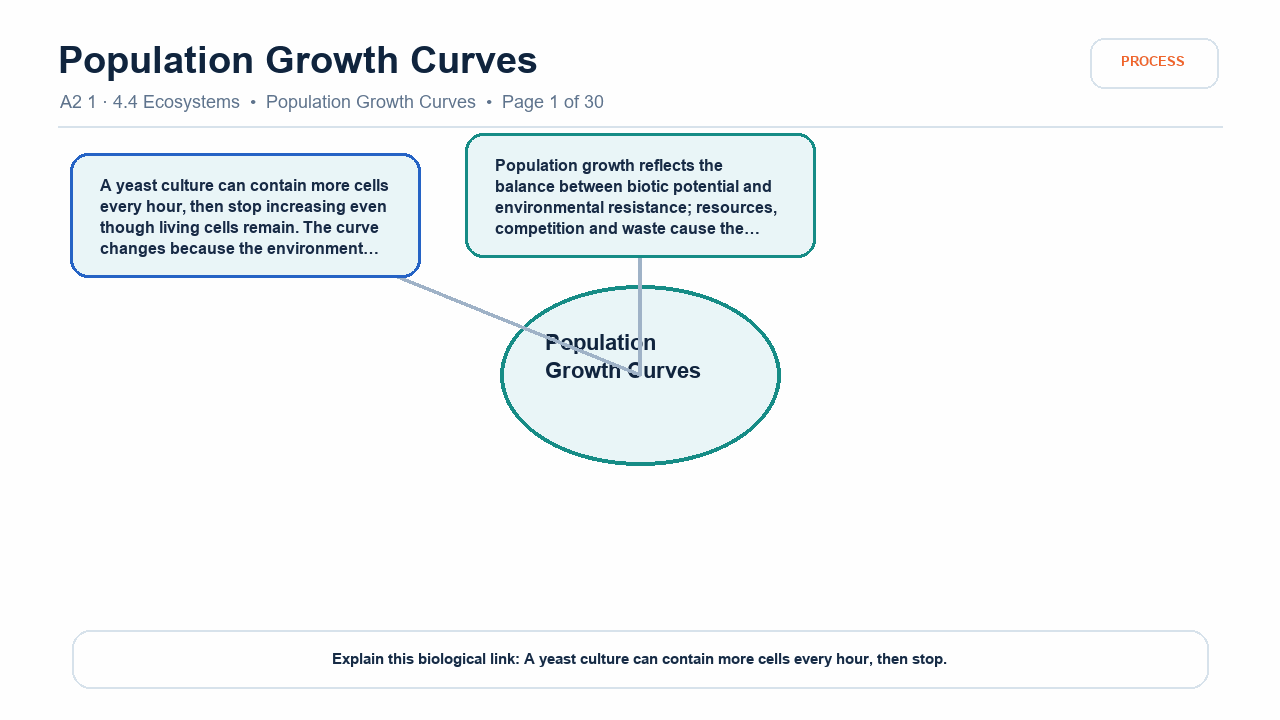 Population Growth Curves
PROCESS
A2 1 · 4.4 Ecosystems • Population Growth Curves • Page 1 of 30
A yeast culture can contain more cells
every hour, then stop increasing even
though living cells remain. The curve
changes because the environment…
Population growth reflects the
balance between biotic potential and
environmental resistance; resources,
competition and waste cause the…
Population
Growth Curves
Explain this biological link: A yeast culture can contain more cells every hour, then stop.